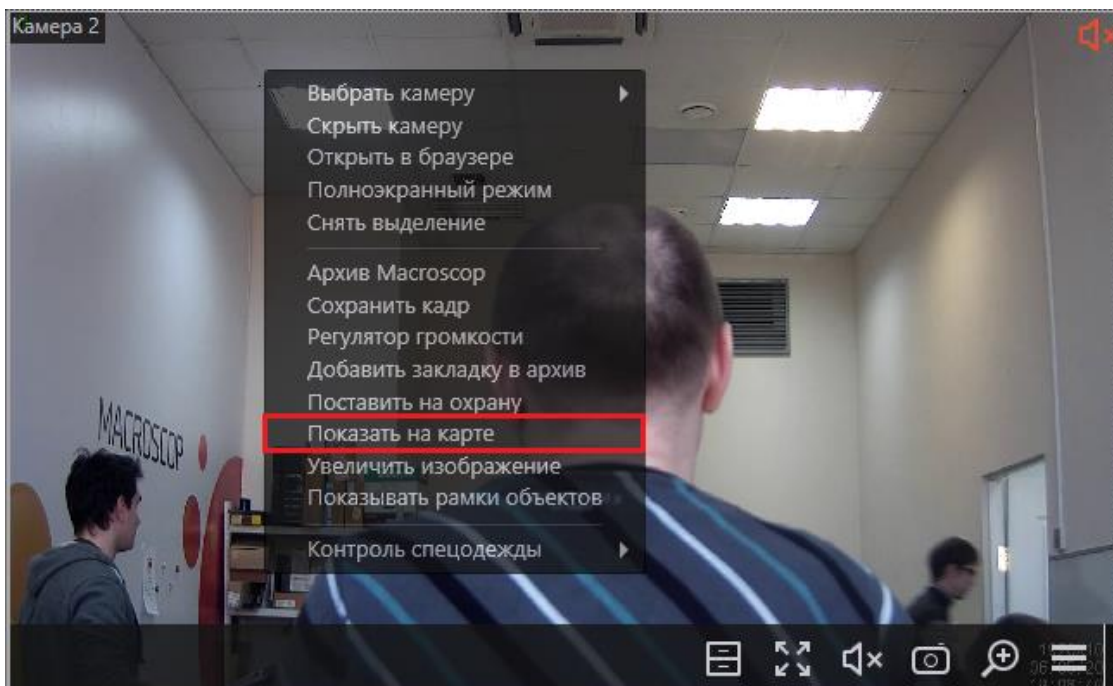 Камера 2
Выбрать камеру
Скрыть камеру
Открыть в браузере
Полноэкранный режим
Снять выделение
Архив Macroscop
Сохранить кадр
Регулятор громкости
Добавить закладку в архив
Поставить на охрану
Показать на карте
Увеличить изображение
Показывать рамки объектов
Контроль спецодежды
MACROSCOP